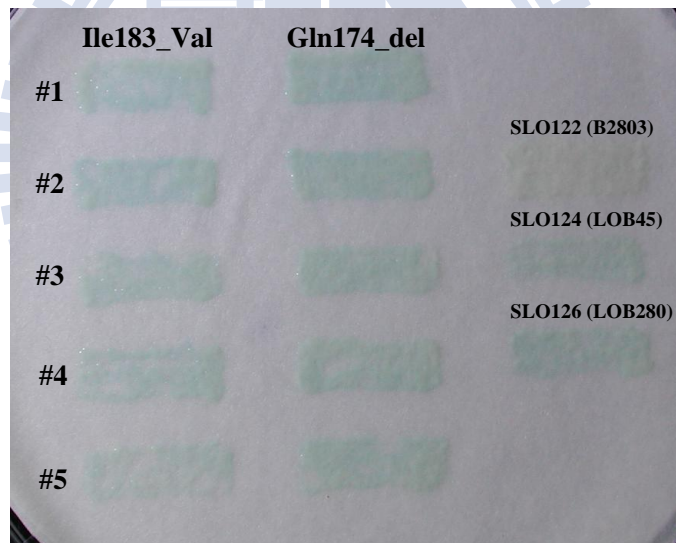 Ile183_Val Gln174_del
#1
SLO122 (B2803)
#2
SLO124 (LOB45)
#3
SLO126 (LOB280)
#4
#5